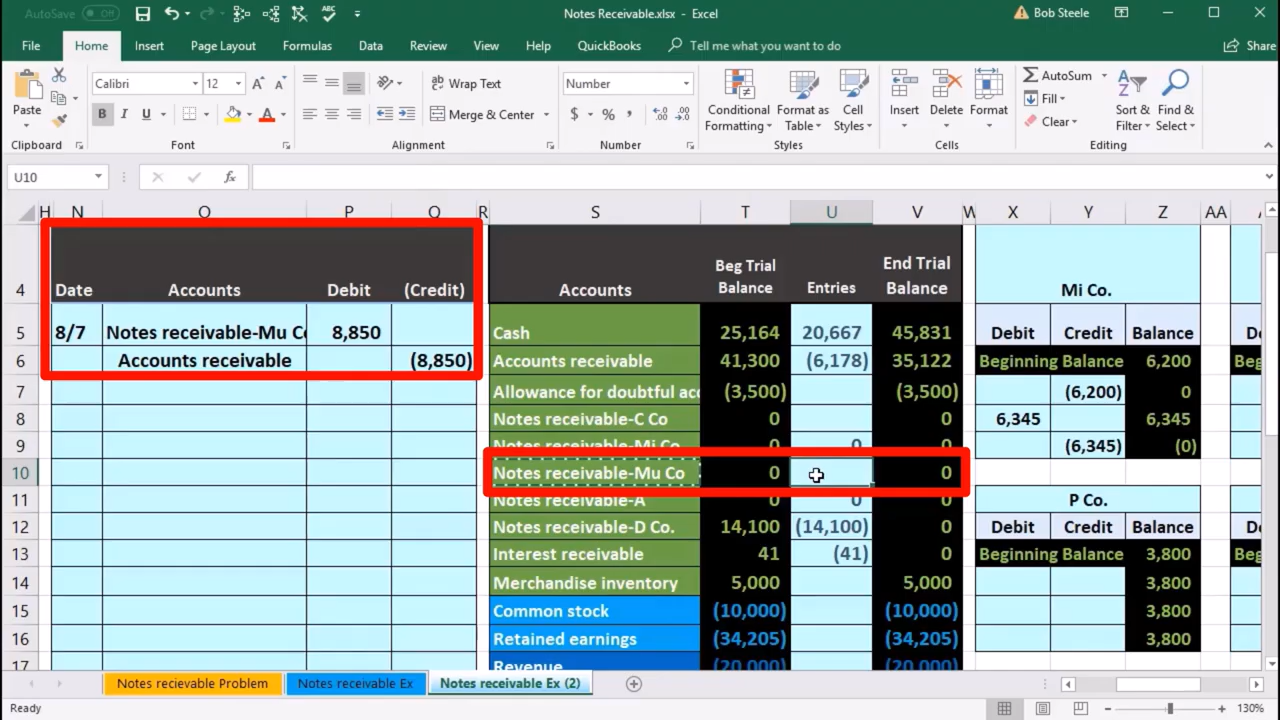 AutoSave Off Notes Receivable.xlsx - Excel Bob Steele
File Home Insert Page Layout Formulas Data Review View Help QuickBooks Tell me what you want to do Share
Paste Calibri 12 Wrap Text Number AutoSum
B I U Merge & Center $ % Conditional Formatting Format as Table Cell Styles Insert Delete Format Fill Clear Sort & Filter Find & Select
Clipboard Font Alignment Number Styles Cells Editing
U10 fx
H N O P Q R S T U V W X Y Z AA
4 Date Accounts Debit (Credit) Accounts Beg Trial Balance Entries End Trial Balance Mi Co.
5 8/7 Notes receivable-Mu Co 8,850 Cash 25,164 20,667 45,831 Debit Credit Balance
6 Accounts receivable (8,850) Accounts receivable 41,300 (6,178) 35,122 Beginning Balance 6,200
7 Allowance for doubtful acc (3,500) (3,500) (6,200) 0
8 Notes receivable-C Co 0 0 6,345 6,345
9 Notes receivable-Mi Co 0 0 0 (6,345) (0)
10 Notes receivable-Mu Co 0 0
11 Notes receivable-A 0 0 0 P Co.
12 Notes receivable-D Co. 14,100 (14,100) 0 Debit Credit Balance
13 Interest receivable 41 (41) 0 Beginning Balance 3,800 Beg
14 Merchandise inventory 5,000 5,000 3,800
15 Common stock (10,000) (10,000) 3,800
16 Retained earnings (34,205) (34,205) 3,800
17 Revenue (20,000) (20,000)
Notes recievable Problem Notes receivable Ex Notes receivable Ex (2)
Ready 130%